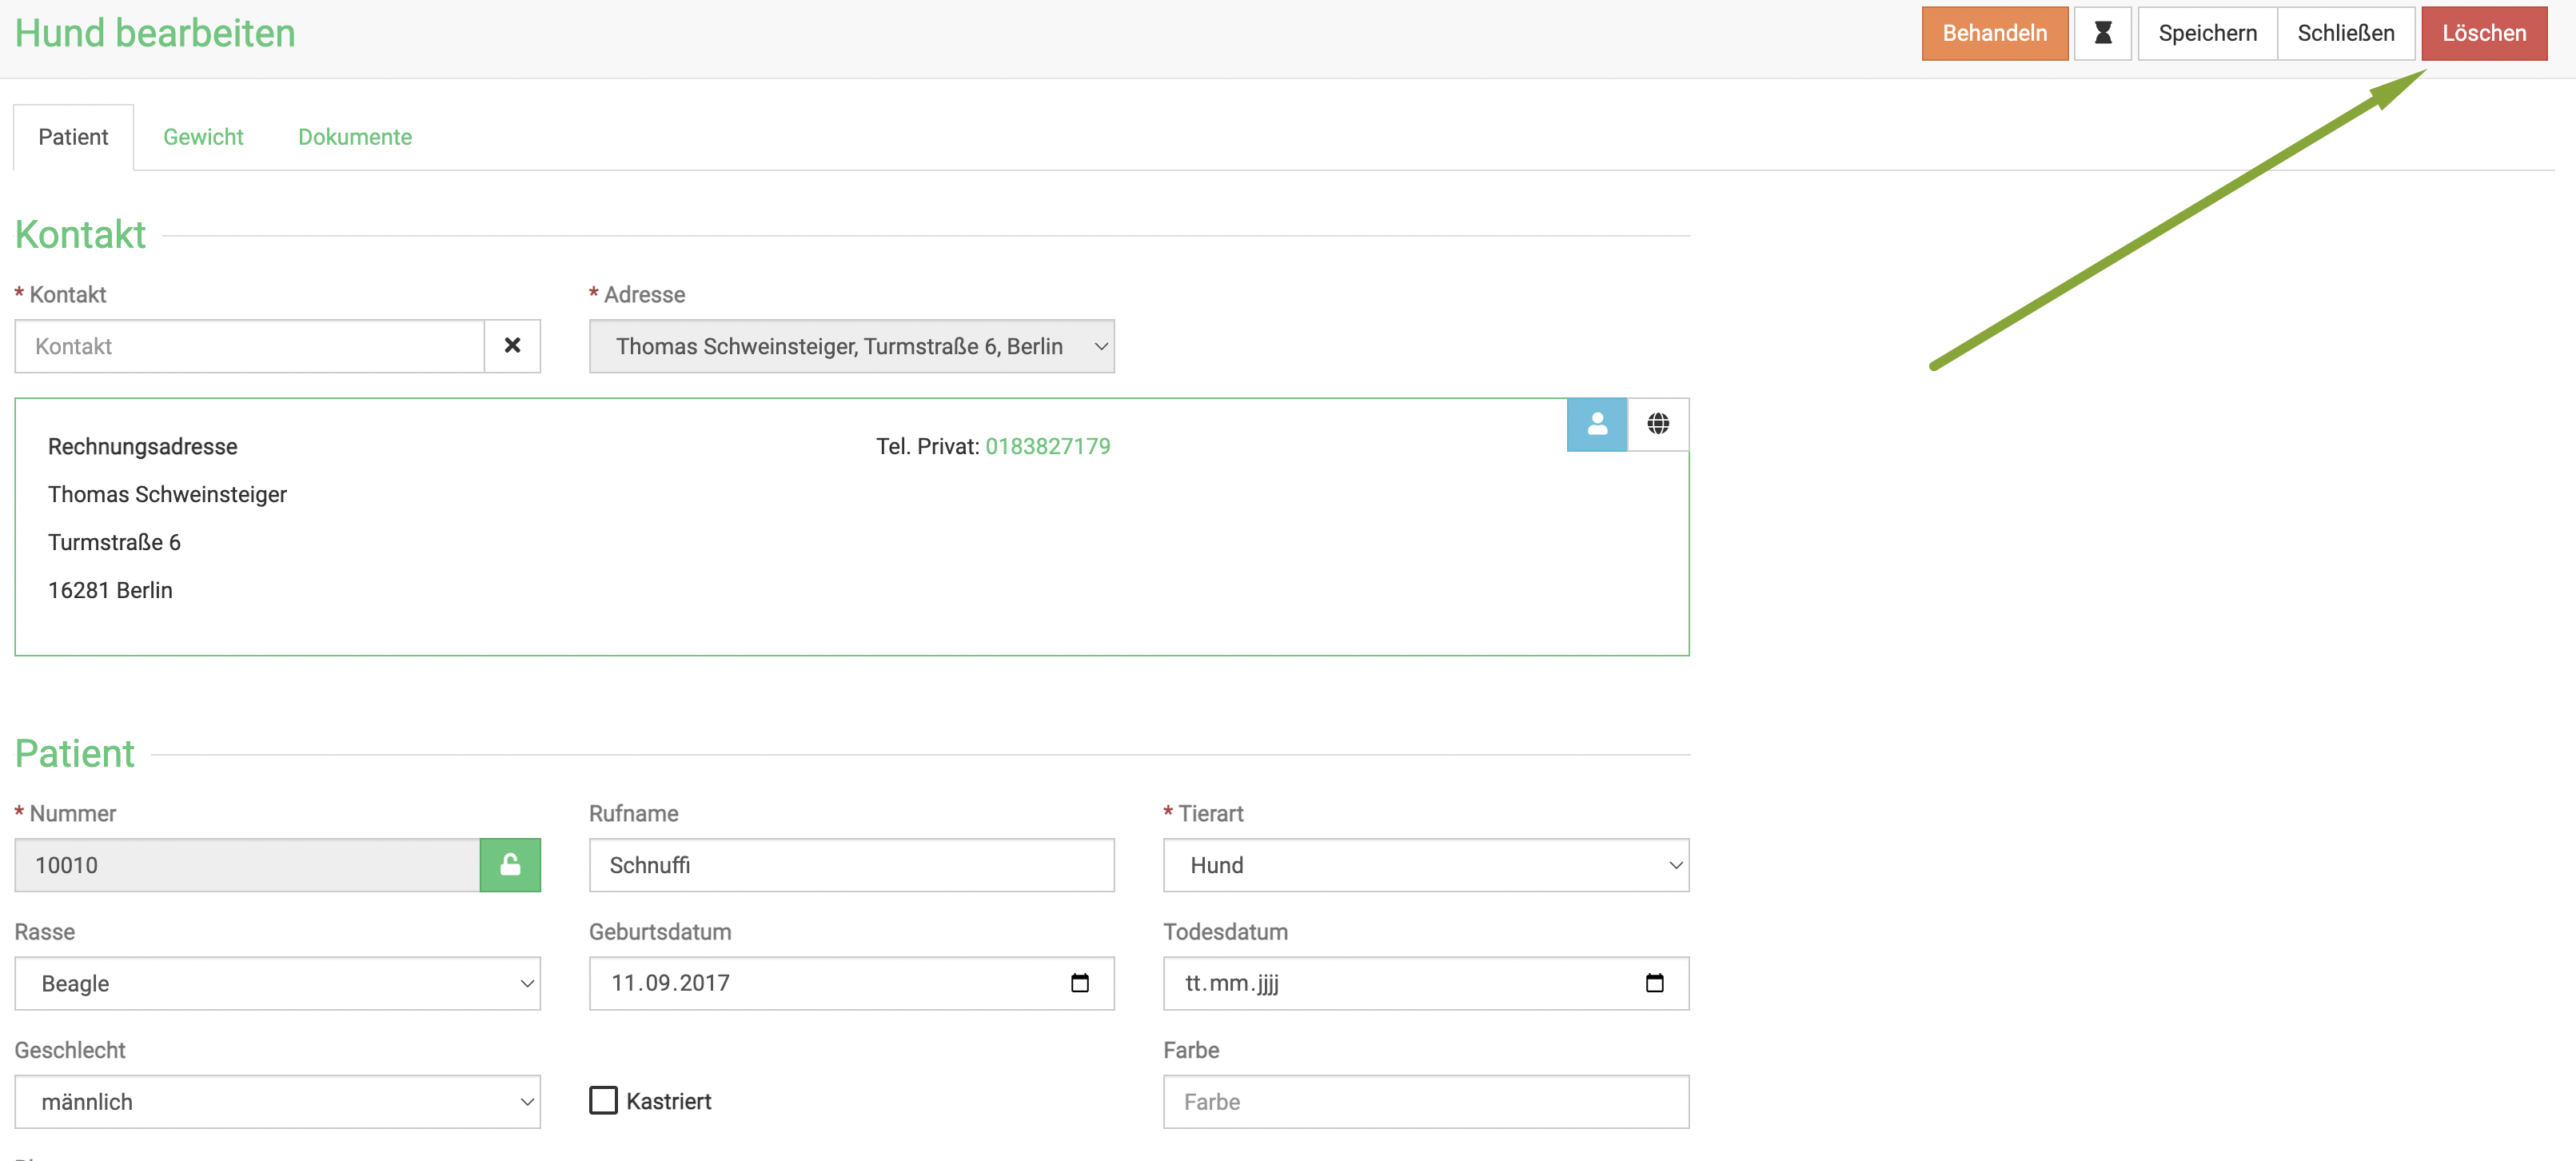 Hund bearbeiten
Behandeln
Speichern
Schließen
Löschen
Patient
Gewicht
Dokumente
Kontakt
* Kontakt
* Adresse
Kontakt
Thomas Schweinsteiger, Turmstraße 6, Berlin
Rechnungsadresse
Tel. Privat: 0183827179
Thomas Schweinsteiger
Turmstraße 6
16281 Berlin
Patient
* Nummer
Rufname
* Tierart
10010
Schnuffi
Hund
Rasse
Geburtsdatum
Todesdatum
Beagle
11.09.2017
tt.mm.jjjj
Geschlecht
Farbe
männlich
Kastriert
Farbe